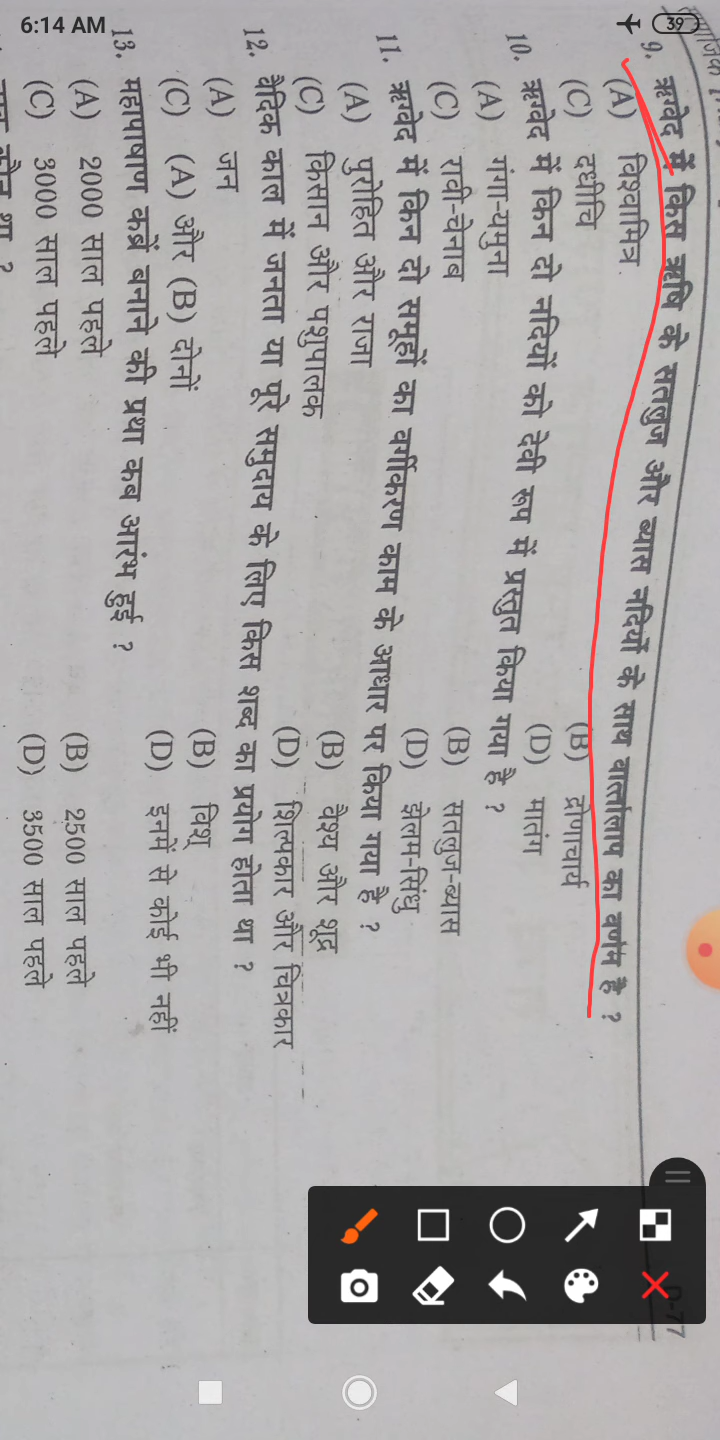 6:14 AM
39
9. ऋग्वेद में किस ऋषि के सतलुज और ब्यास नदियों के साथ वार्तालाप का वर्णन है ?
(A) विश्वामित्र (B) द्रोणाचार्य
(C) दधीचि (D) मातंग
10. ऋग्वेद में किन दो नदियों को देवी रूप में प्रस्तुत किया गया है ?
(A) गंगा-यमुना (B) सतलुज-ब्यास
(C) रावी-चेनाब (D) झेलम-सिंधु
11. ऋग्वेद में किन दो समूहों का वर्गीकरण काम के आधार पर किया गया है ?
(A) पुरोहित और राजा (B) वैश्य और शूद्र
(C) किसान और पशुपालक (D) शिल्पकार और चित्रकार
12. वैदिक काल में जनता या पूरे समुदाय के लिए किस शब्द का प्रयोग होता था ?
(A) जन (B) विश्
(C) (A) और (B) दोनों (D) इनमें से कोई भी नहीं
13. महापाषाण कब्रें बनाने की प्रथा कब आरंभ हुई ?
(A) 2000 साल पहले (B) 2500 साल पहले
(C) 3000 साल पहले (D) 3500 साल पहले